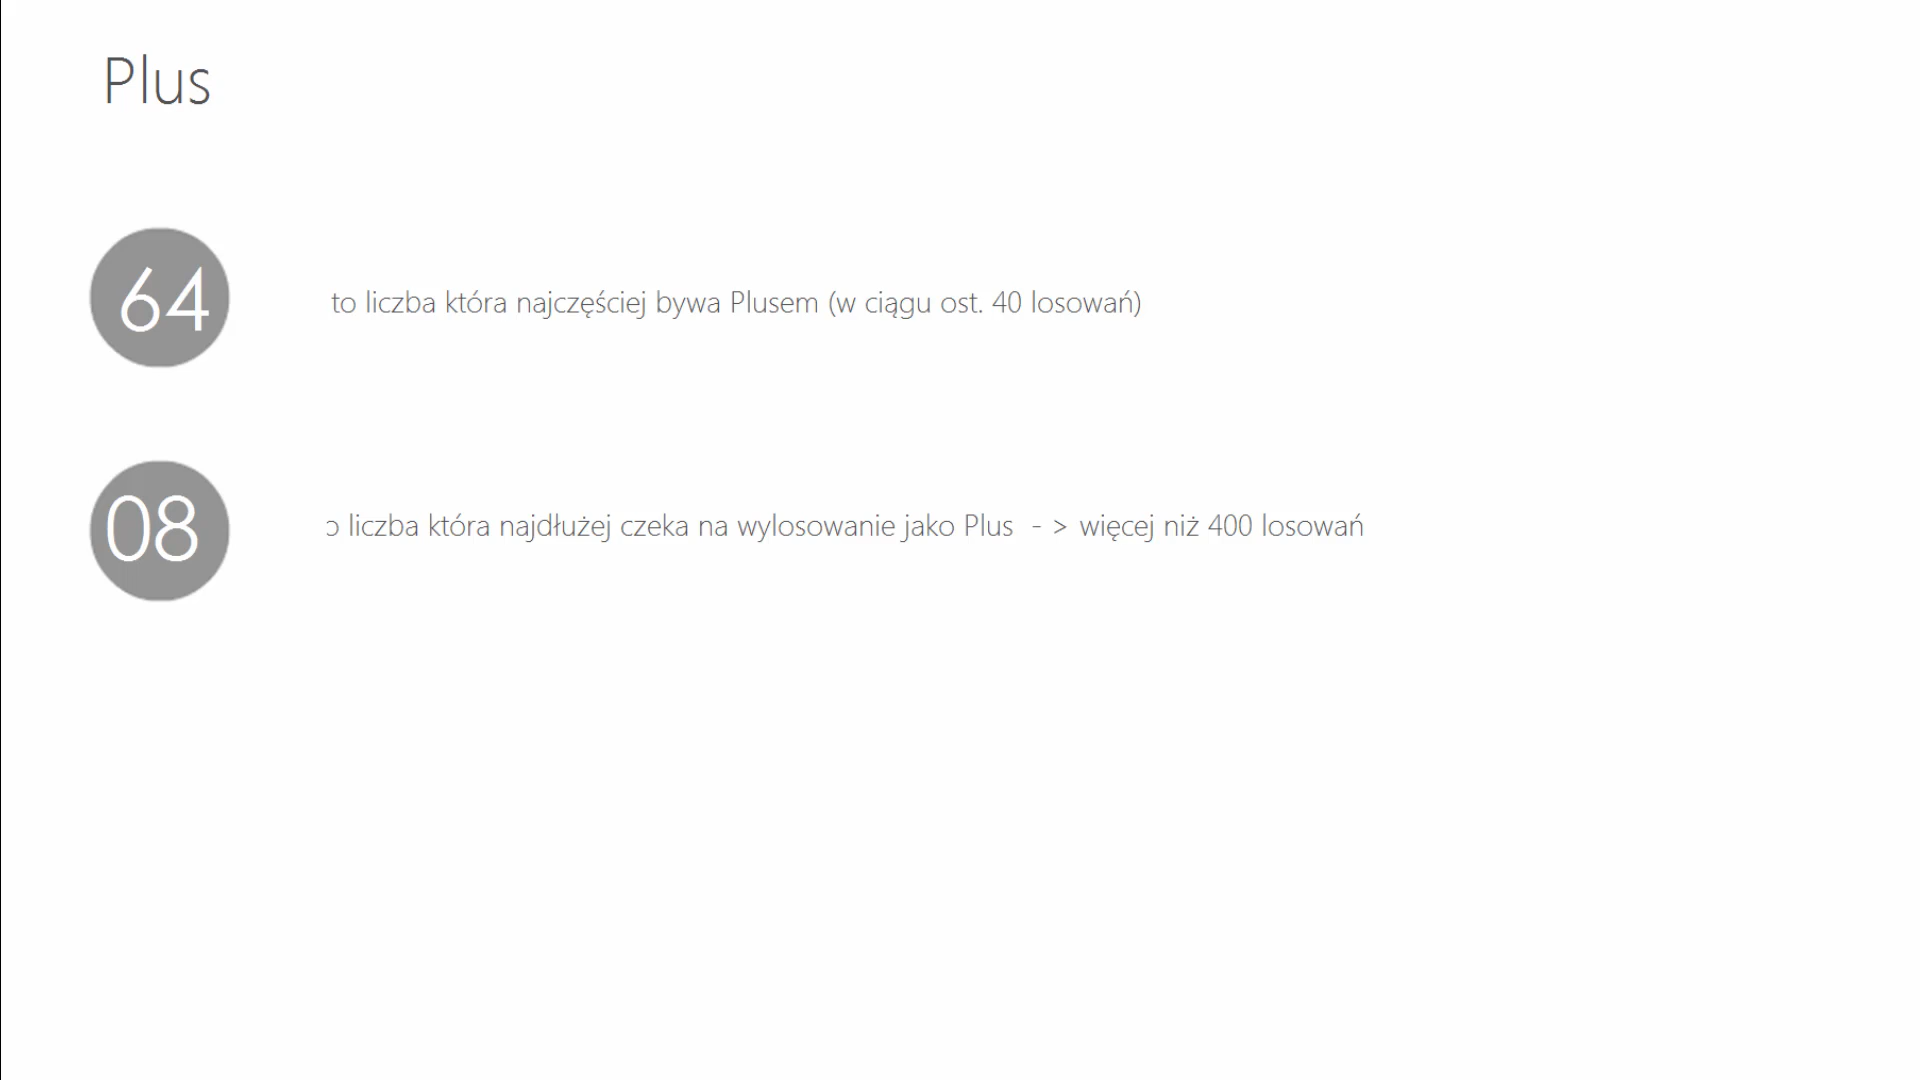 Plus
64
to liczba która najczęściej bywa Plusem (w ciągu ost. 40 losowań)
08
o liczba która najdłużej czeka na wylosowanie jako Plus - > więcej niż 400 losowań